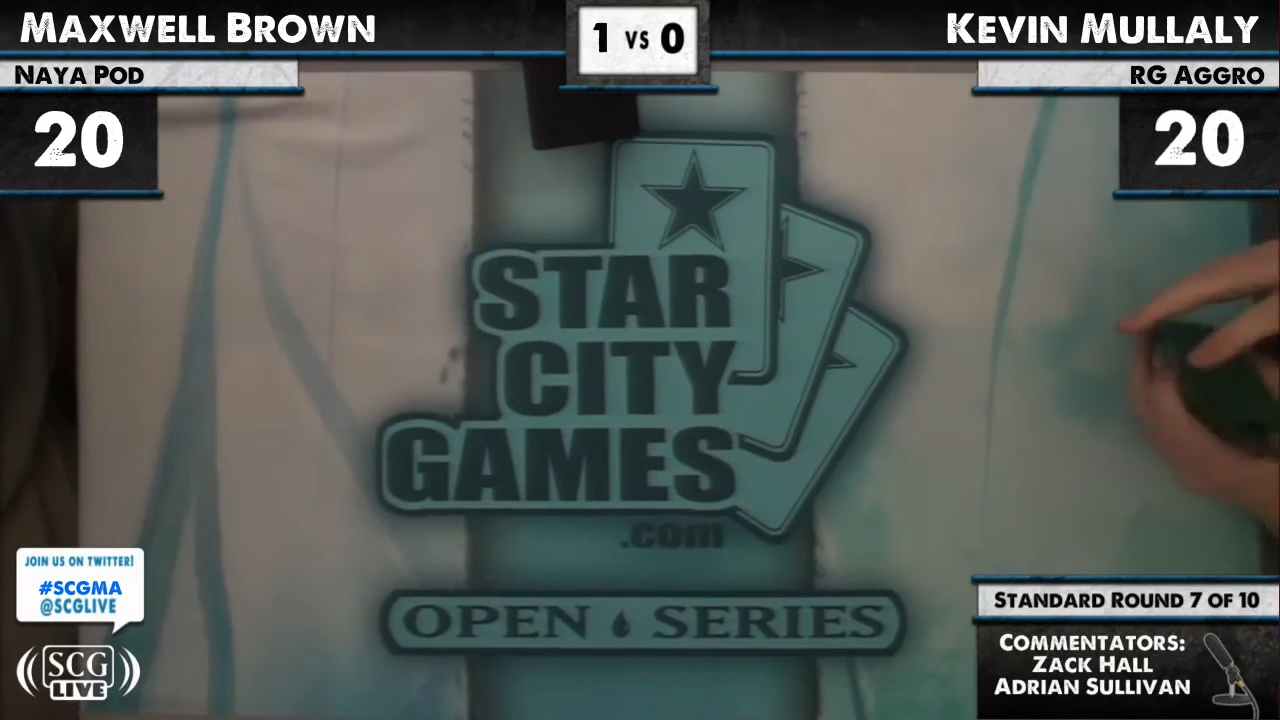 MAXWELL BROWN
1 VS 0
KEVIN MULLALY
NAYA POD
RG AGGRO
20
20
STAR
CITY
GAMES
.com
OPEN SERIES
JOIN US ON TWITTER!
#SCGMA
@SCGLIVE
SCG
LIVE
STANDARD ROUND 7 OF 10
COMMENTATORS:
ZACK HALL
ADRIAN SULLIVAN